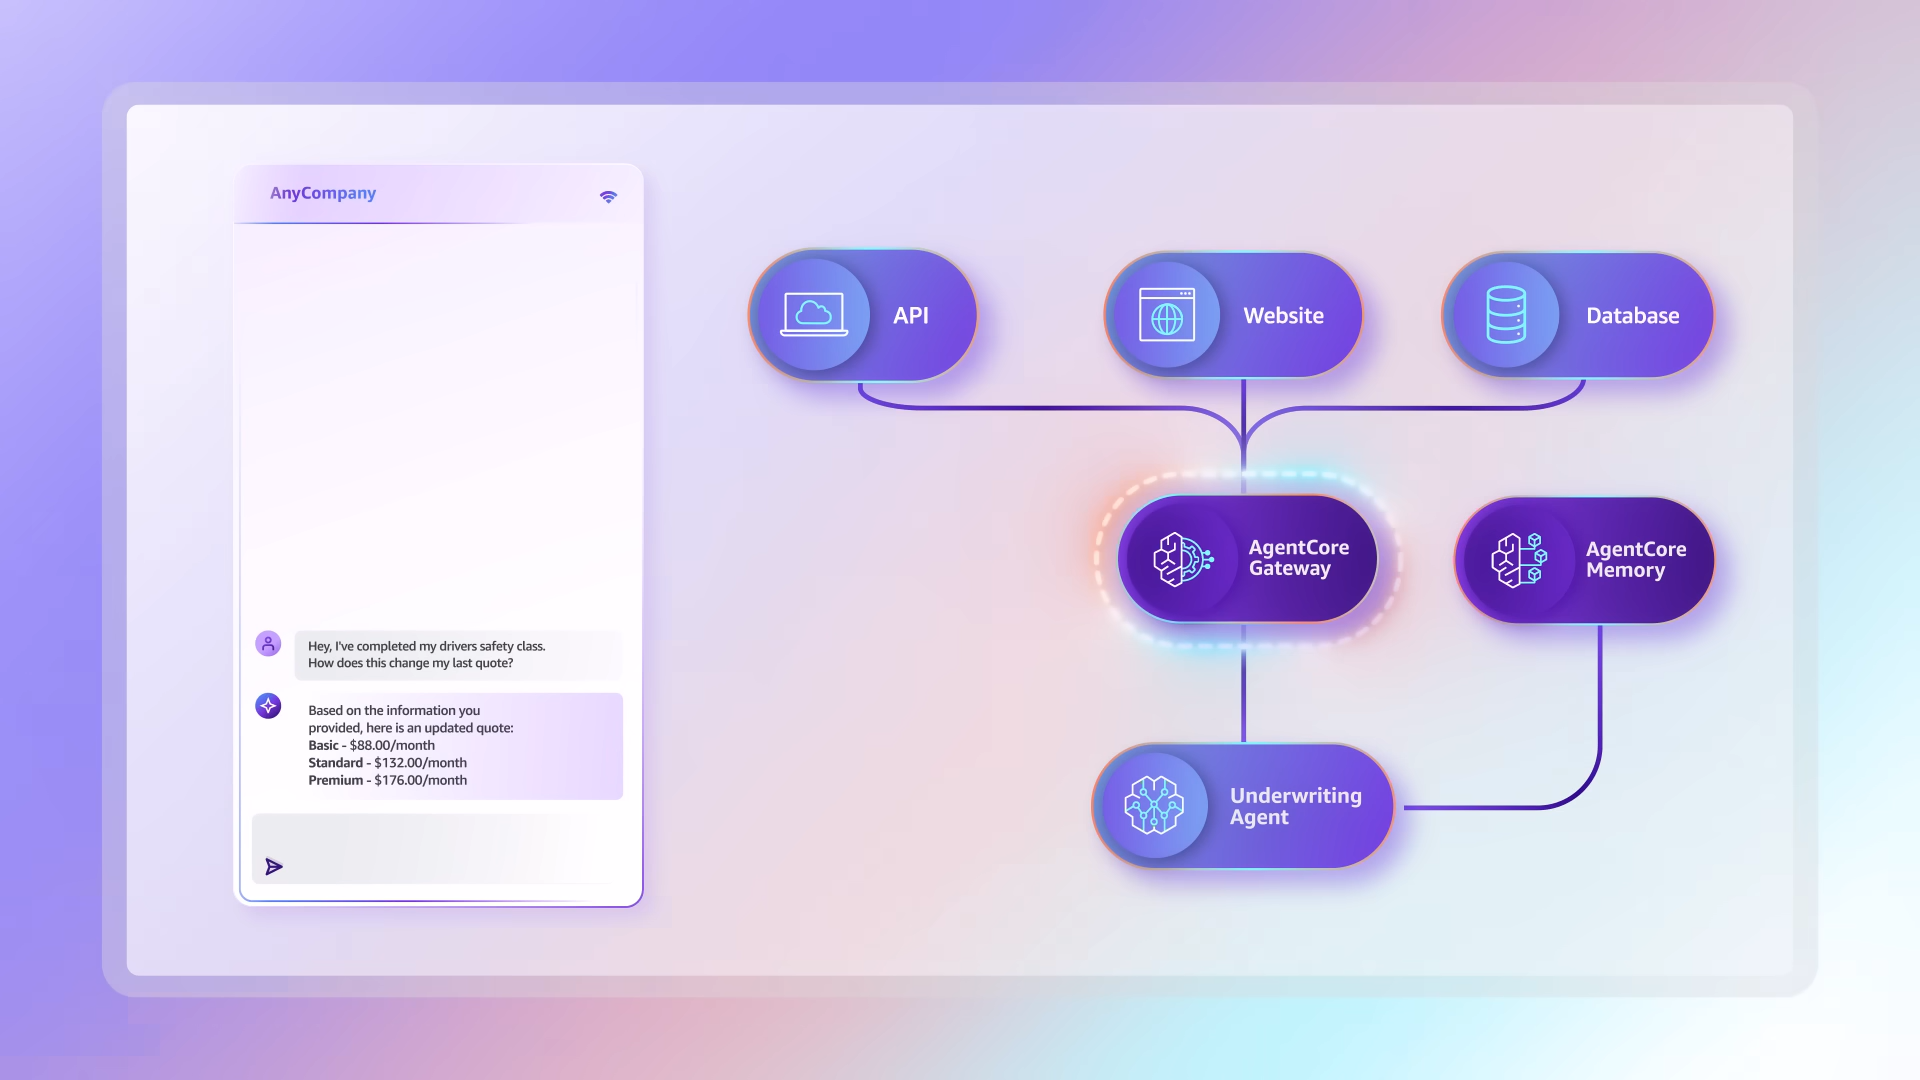 AnyCompany
Hey, I've completed my drivers safety class.
How does this change my last quote?
Based on the information you
provided, here is an updated quote:
Basic - $88.00/month
Standard - $132.00/month
Premium - $176.00/month
API
Website
Database
AgentCore
Gateway
AgentCore
Memory
Underwriting
Agent